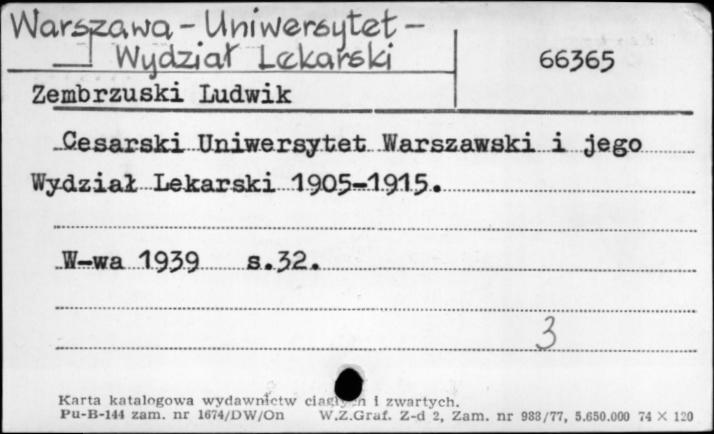 Warszawa - Uniwersytet -
Wydział Lekarski
66365
Zembrzuski Ludwik
Cesarski Uniwersytet Warszawski i jego
Wydział Lekarski 1905-1915.
W-wa 1939 s.32.
3
Karta katalogowa wydawnictw i zwartych.
Pu-B-144 zam. nr 1674/DW/On W.Z.Graf. Z-d 2, Zam. nr 988/77, 5.650.000 74 X 120